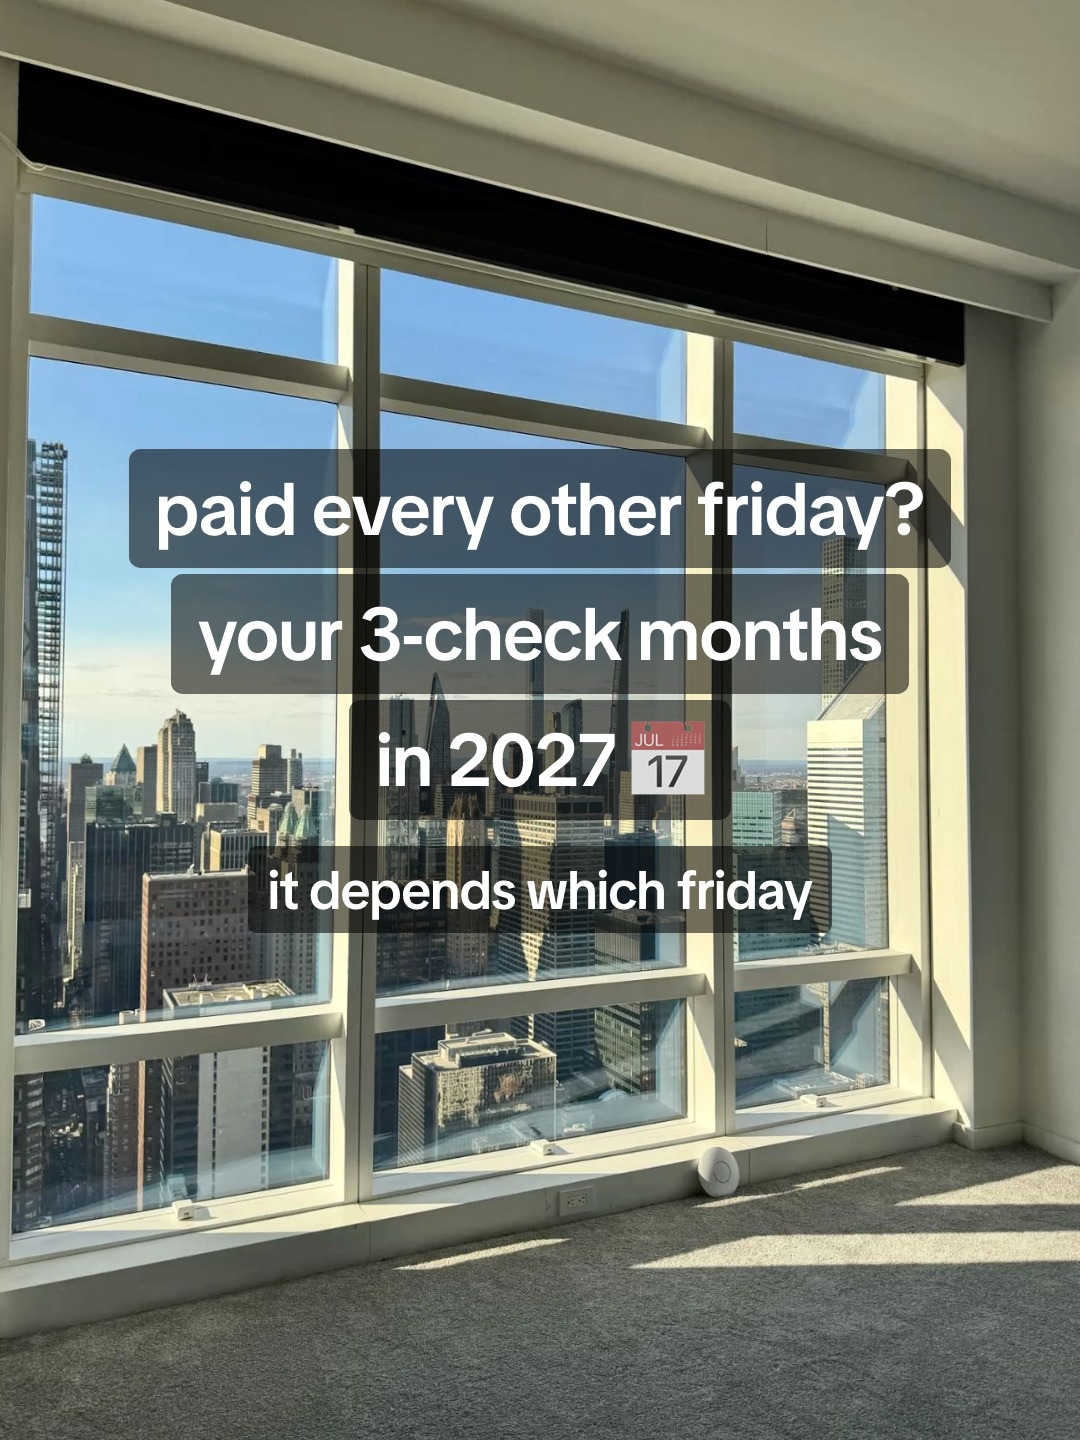 paid every other friday?
your 3-check months
in 2027 📅
it depends which friday